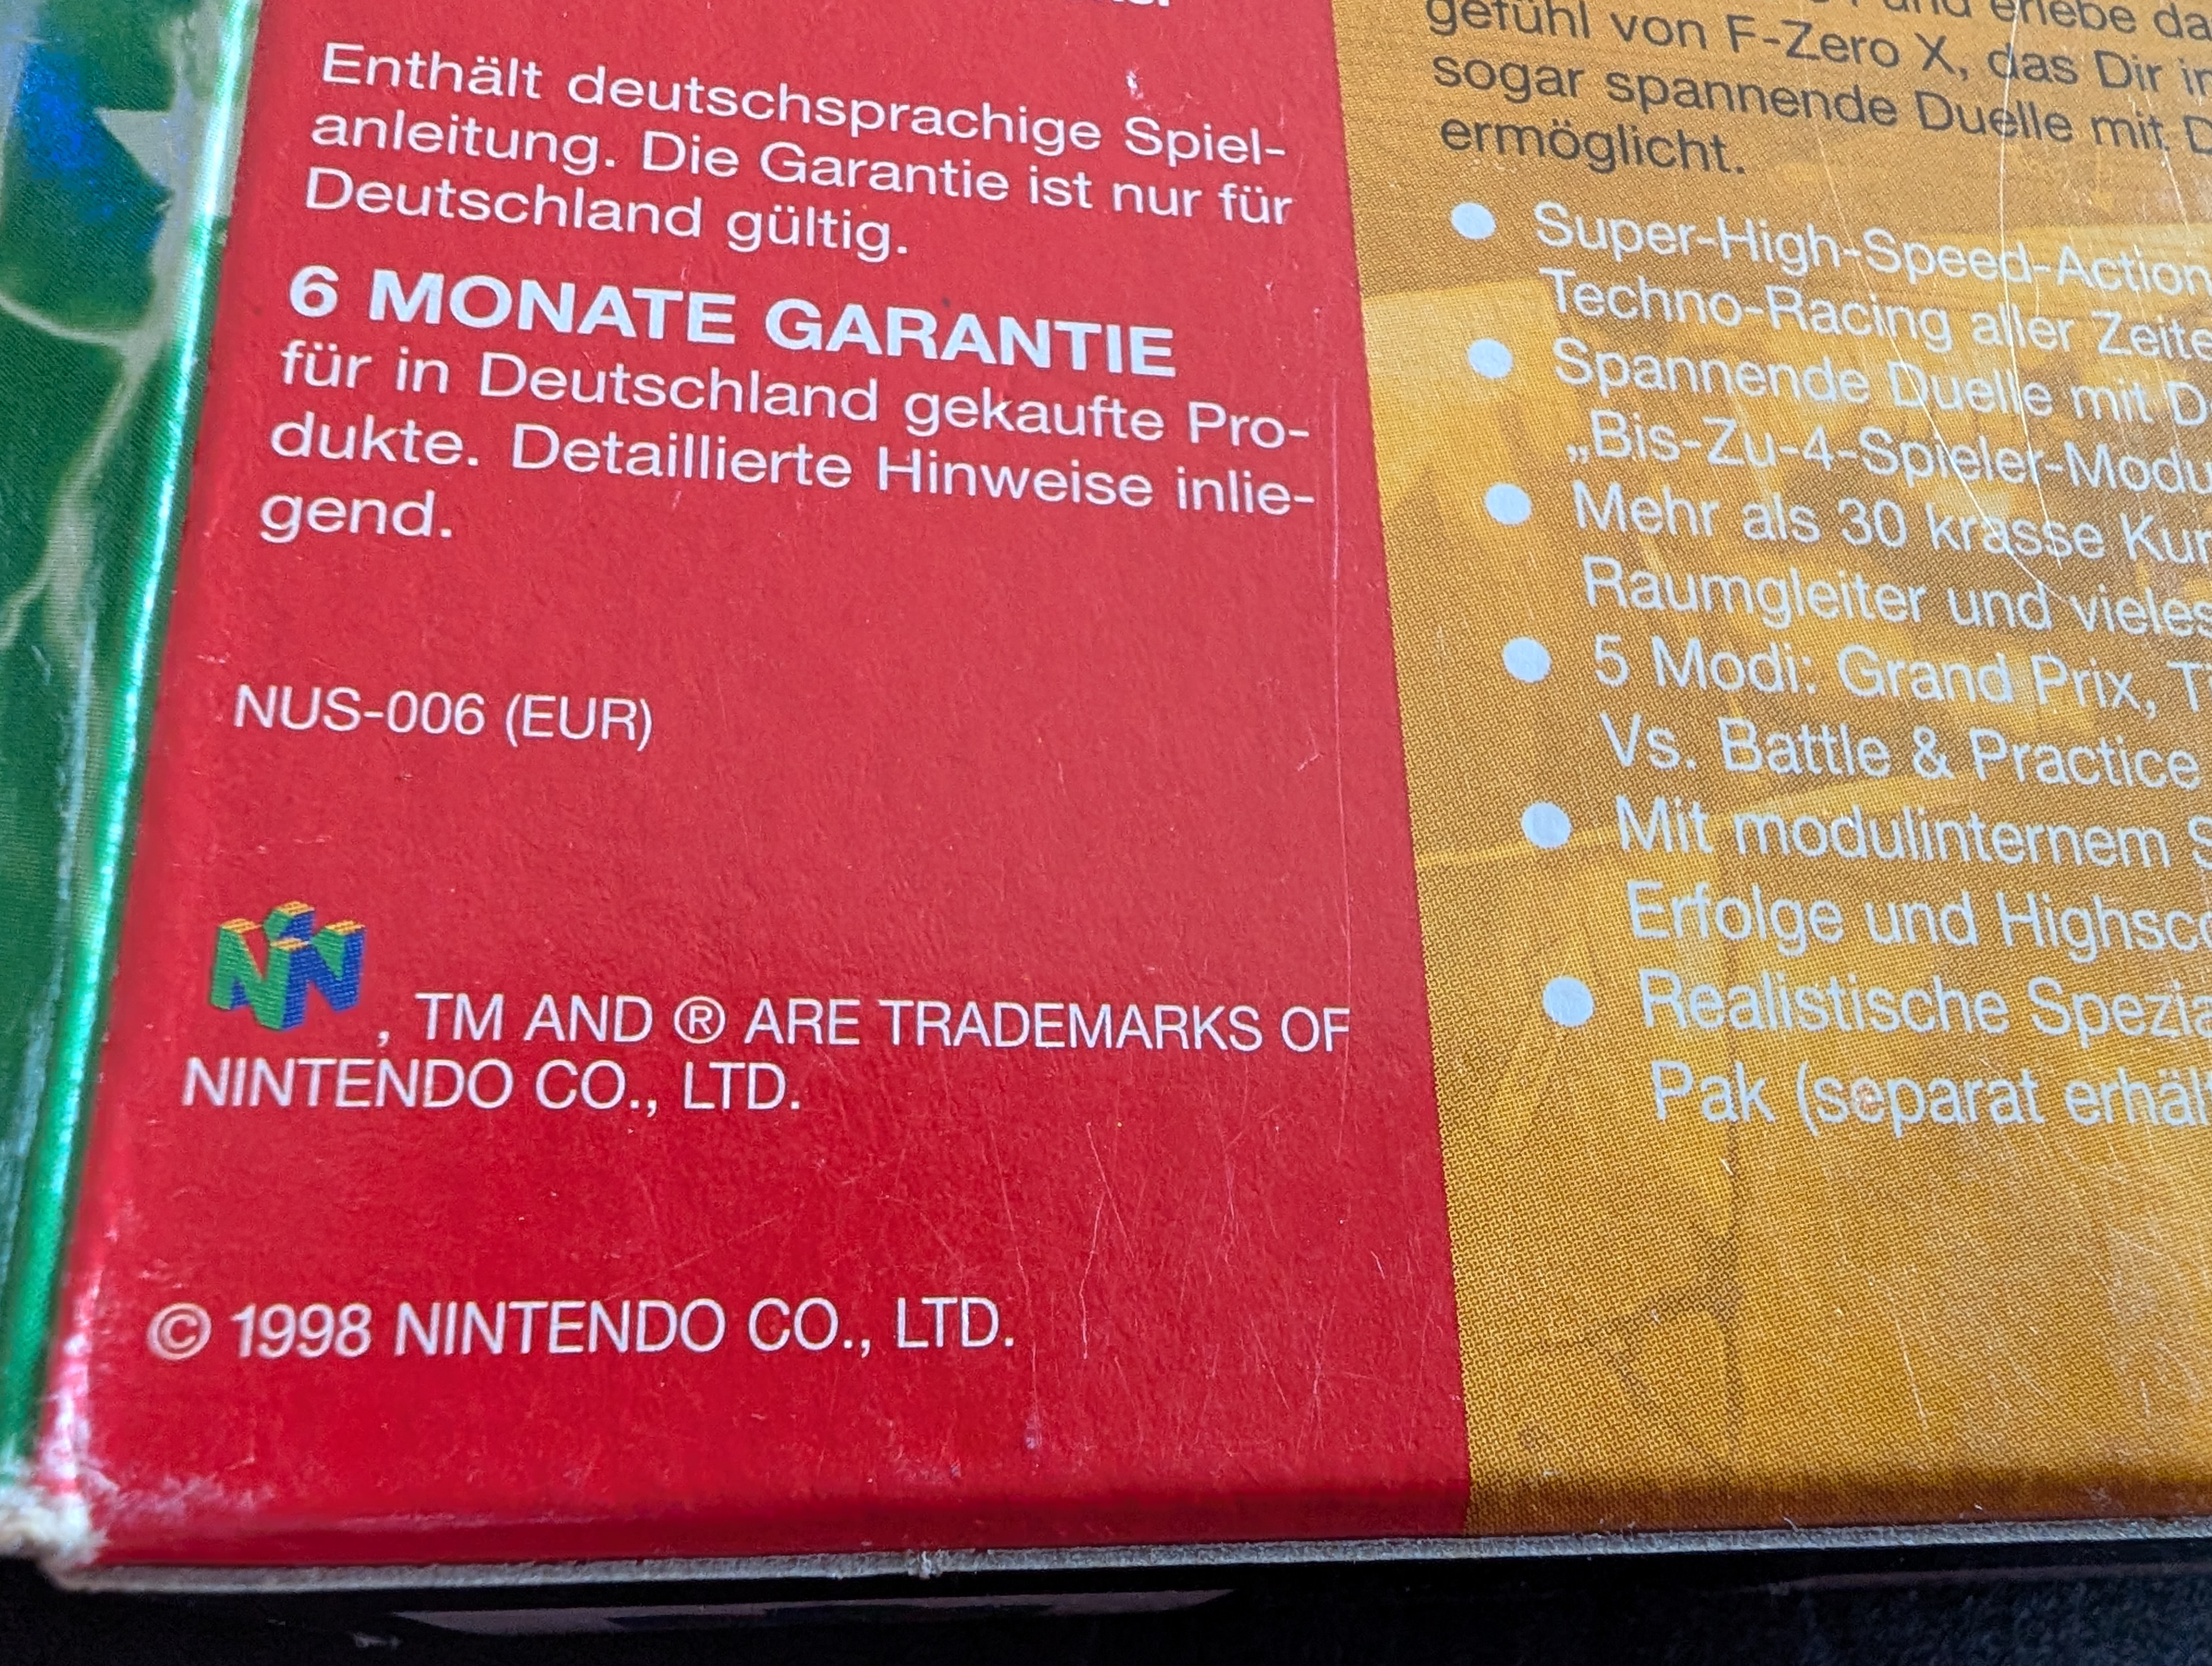 Enthält deutschsprachige Spiel-
anleitung. Die Garantie ist nur für
Deutschland gültig.
6 MONATE GARANTIE
für in Deutschland gekaufte Pro-
dukte. Detaillierte Hinweise inlie-
gend.
NUS-006 (EUR)
, TM AND ® ARE TRADEMARKS OF
NINTENDO CO., LTD.
© 1998 NINTENDO CO., LTD.
und erlebe
gefühl von F-Zero X, das Dir
sogar spannende Duelle mit
ermöglicht.
● Super-High-Speed-Action
Techno-Racing aller
● Spannende Duelle mit
„Bis-Zu-4-Spieler-
● Mehr als 30 krasse
Raumgleiter und
● 5 Modi: Grand Prix,
Vs. Battle & Practice
● Mit modulinternem
Erfolge und
● Realistische
Pak (separat